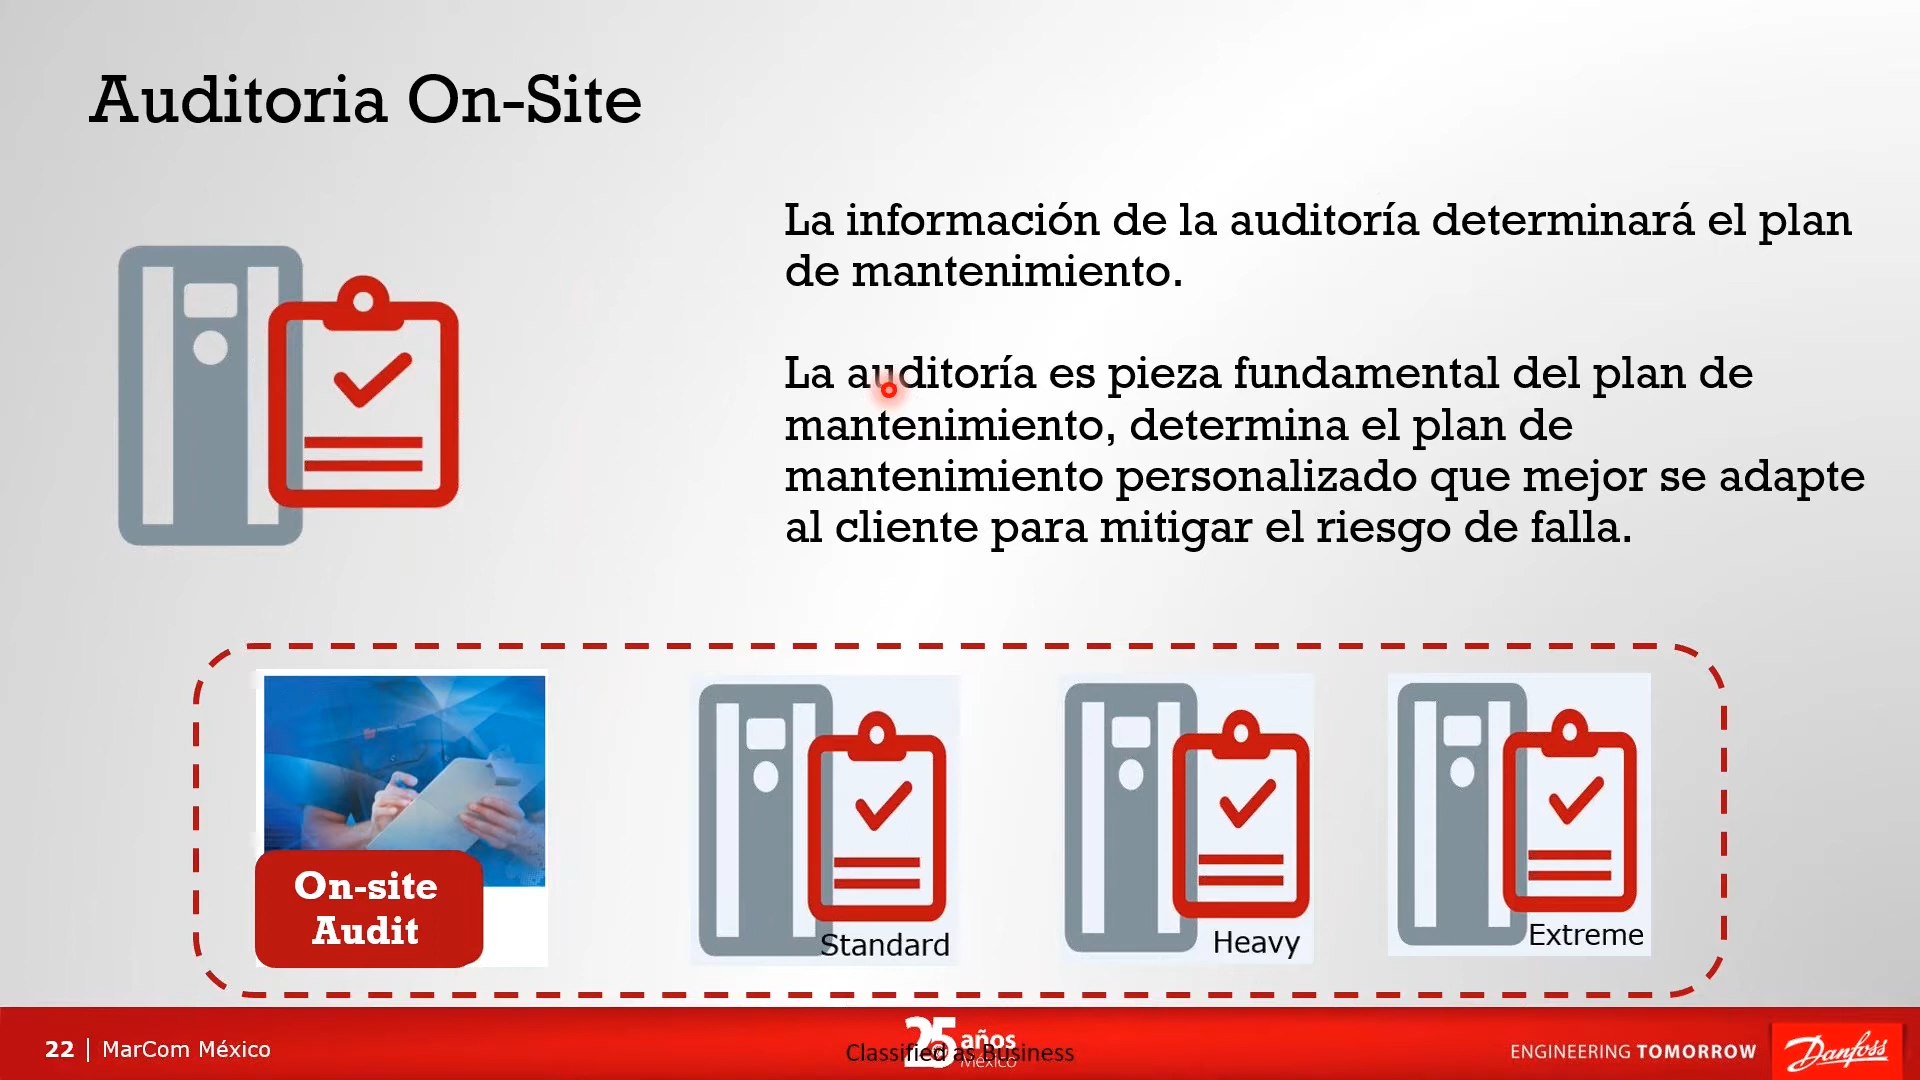 Auditoria On-Site
La información de la auditoría determinará el plan
de mantenimiento.
La auditoría es pieza fundamental del plan de
mantenimiento, determina el plan de
mantenimiento personalizado que mejor se adapte
al cliente para mitigar el riesgo de falla.
On-site
Audit
Standard
Heavy
Extreme
22 | MarCom México
25 años
México
Classified as Business
ENGINEERING TOMORROW
Danfoss